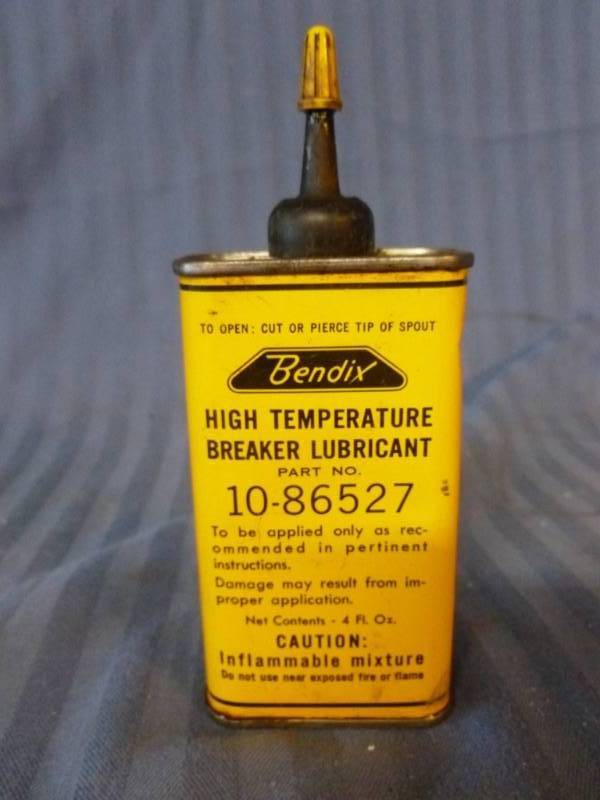 TO OPEN: CUT OR PIERCE TIP OF SPOUT
Bendix
HIGH TEMPERATURE
BREAKER LUBRICANT
PART NO.
10-86527
To be applied only as rec-
ommended in pertinent
instructions.
Damage may result from im-
proper application.
Net Contents - 4 Fl. Oz.
CAUTION:
Inflammable mixture
Do not use near exposed fire or flame